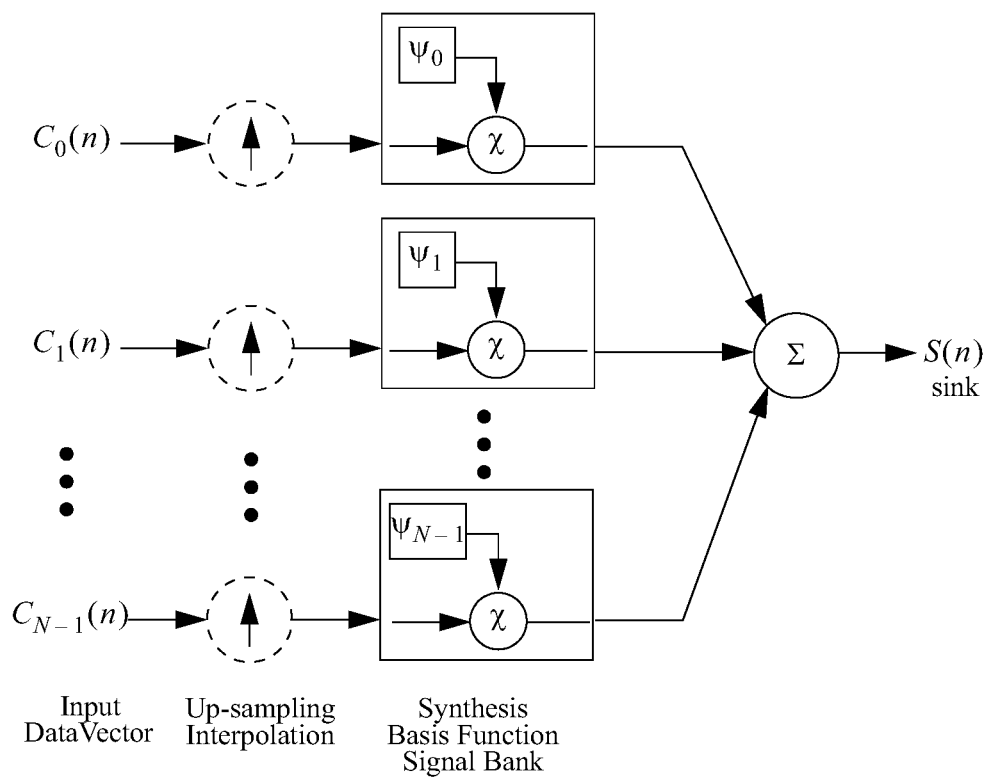 ψ0
C0(n)
χ
ψ1
C1(n)
χ
Σ
S(n)
sink
ψN – 1
CN – 1(n)
χ
Input
DataVector
Up-sampling
Interpolation
Synthesis
Basis Function
Signal Bank